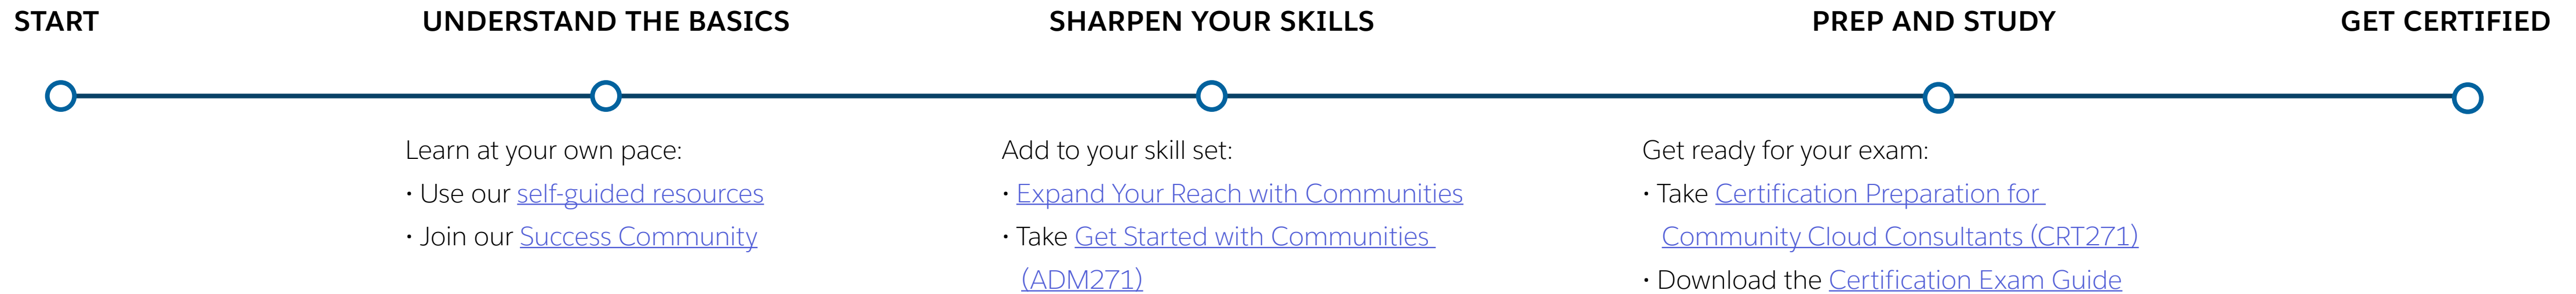 START
UNDERSTAND THE BASICS
SHARPEN YOUR SKILLS
PREP AND STUDY
GET CERTIFIED
Learn at your own pace:
• Use our self-guided resources
• Join our Success Community
Add to your skill set:
• Expand Your Reach with Communities
• Take Get Started with Communities
(ADM271)
Get ready for your exam:
• Take Certification Preparation for
Community Cloud Consultants (CRT271)
• Download the Certification Exam Guide